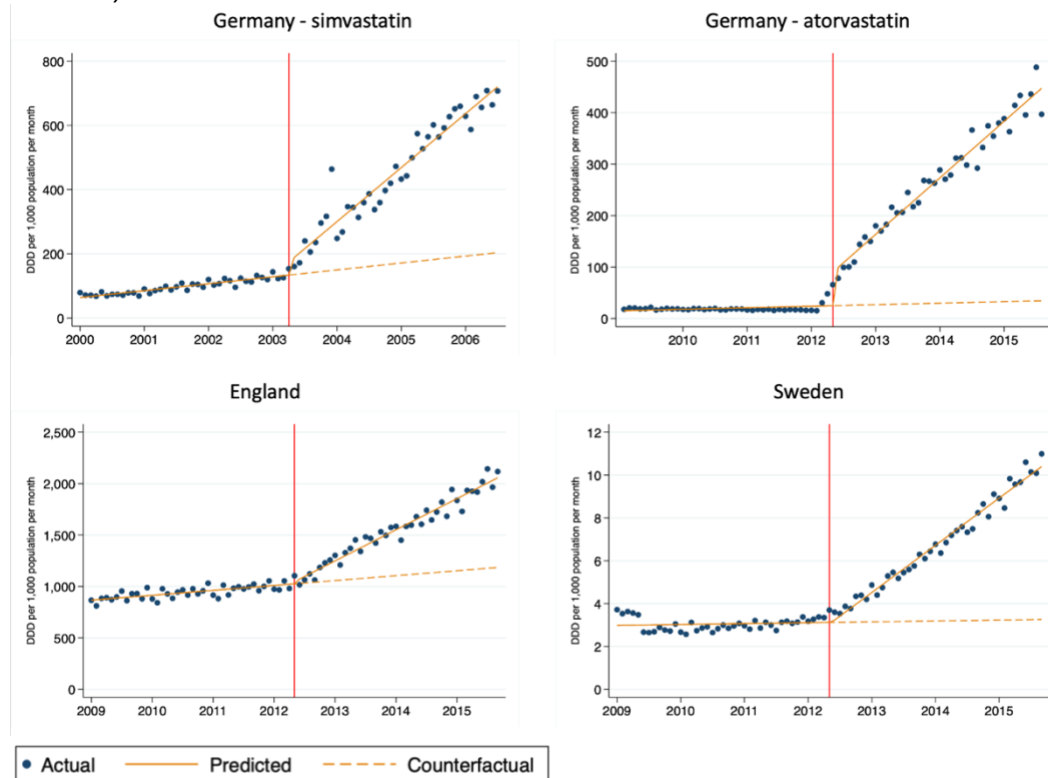 Germany - simvastatin
DDD per 1,000 population per month
800
600
400
200
0
2000 2001 2002 2003 2004 2005 2006
Germany - atorvastatin
DDD per 1,000 population per month
500
400
300
200
100
0
2010 2011 2012 2013 2014 2015
England
DDD per 1,000 population per month
2,500
2,000
1,500
1,000
500
0
2009 2010 2011 2012 2013 2014 2015
Sweden
DDD per 1,000 population per month
12
10
8
6
4
2
0
2009 2010 2011 2012 2013 2014 2015
Actual Predicted Counterfactual